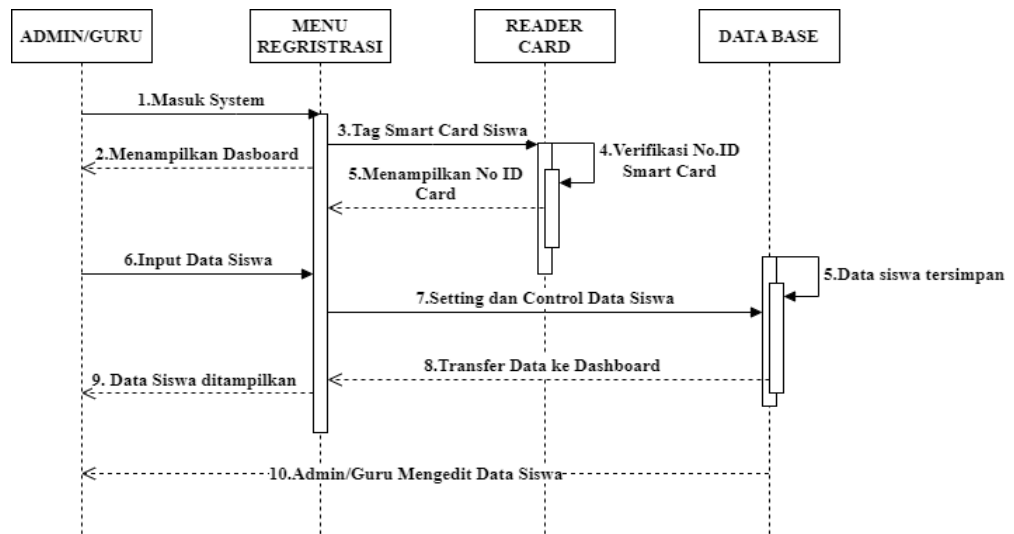 ADMIN/GURU
MENU
REGRISTRASI
READER
CARD
DATA BASE
1.Masuk System
3.Tag Smart Card Siswa
4.Verifikasi No.ID
Smart Card
2.Menampilkan Dasboard
5.Menampilkan No ID
Card
6.Input Data Siswa
5.Data siswa tersimpan
7.Setting dan Control Data Siswa
8.Transfer Data ke Dashboard
9. Data Siswa ditampilkan
10.Admin/Guru Mengedit Data Siswa